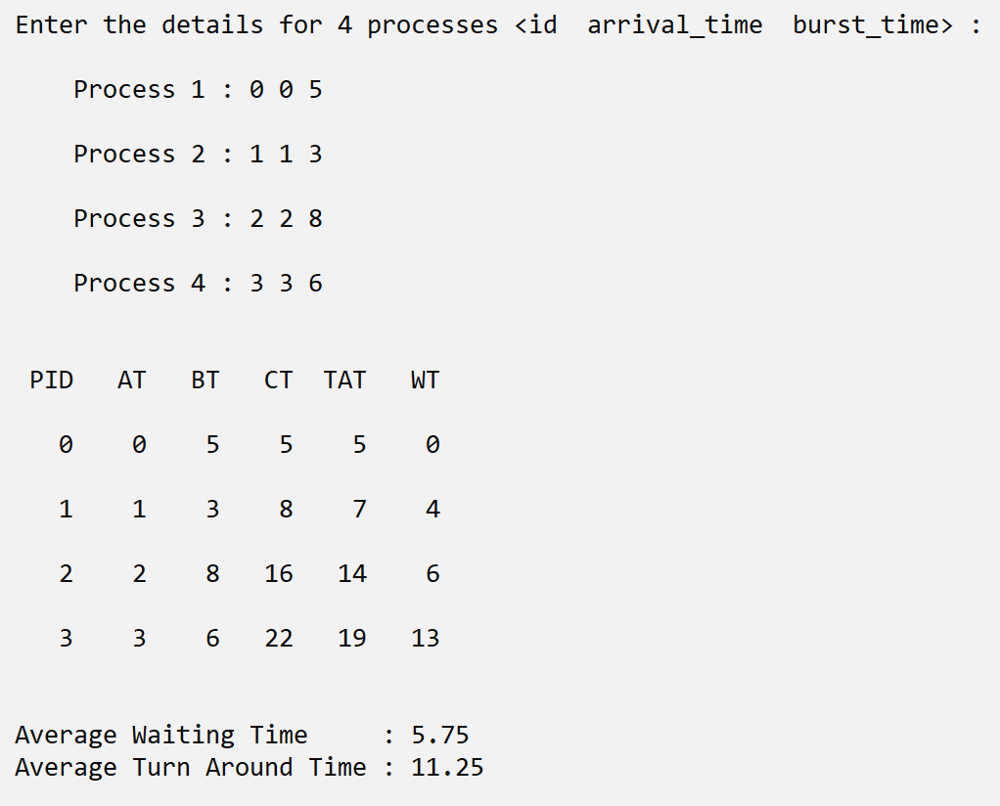 Enter the details for 4 processes <id  arrival_time  burst_time> :
Process 1 : 0 0 5
Process 2 : 1 1 3
Process 3 : 2 2 8
Process 4 : 3 3 6
PID   AT   BT   CT  TAT   WT
0    0    5    5    5    0
1    1    3    8    7    4
2    2    8   16   14    6
3    3    6   22   19   13
Average Waiting Time     : 5.75
Average Turn Around Time : 11.25